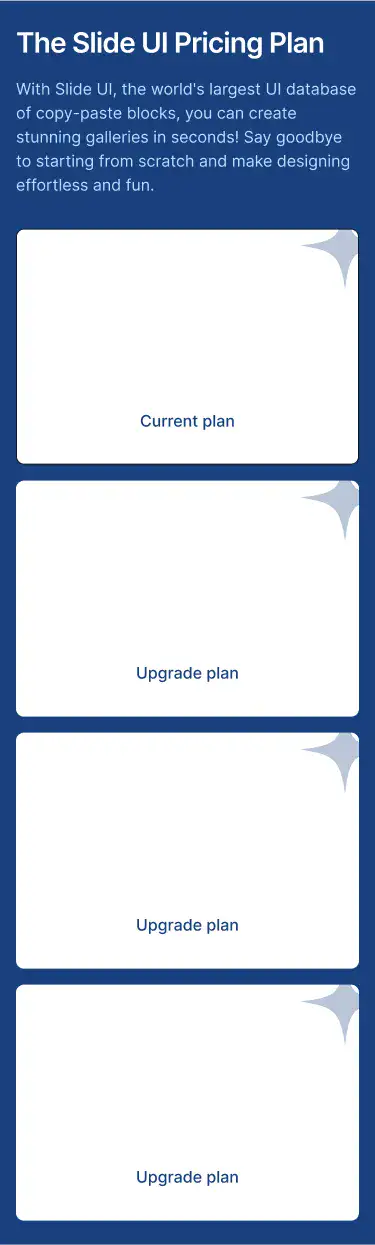 The Slide UI Pricing Plan
With Slide UI, the world's largest UI database
of copy-paste blocks, you can create
stunning galleries in seconds! Say goodbye
to starting from scratch and make designing
effortless and fun.
Current plan
Upgrade plan
Upgrade plan
Upgrade plan